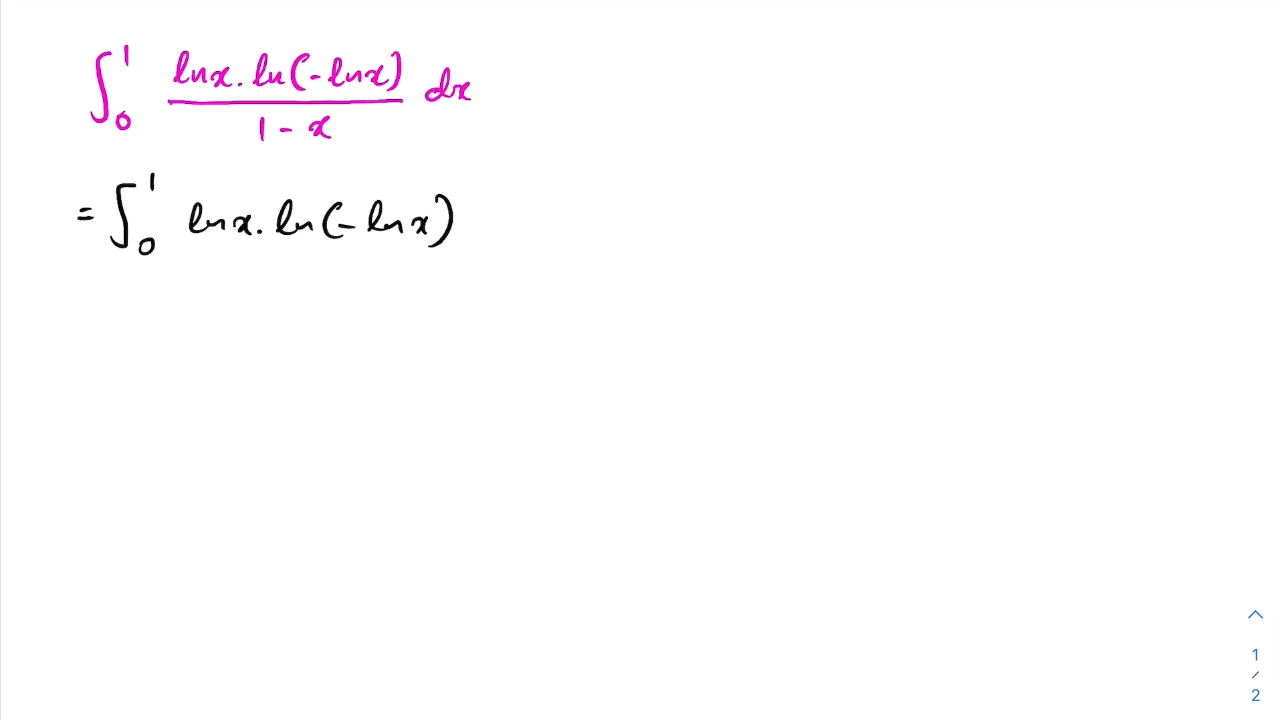 ∫₀¹ (ln x . ln(-ln x))/(1 - x) dx
= ∫₀¹ ln x . ln(-ln x)
1
/
2